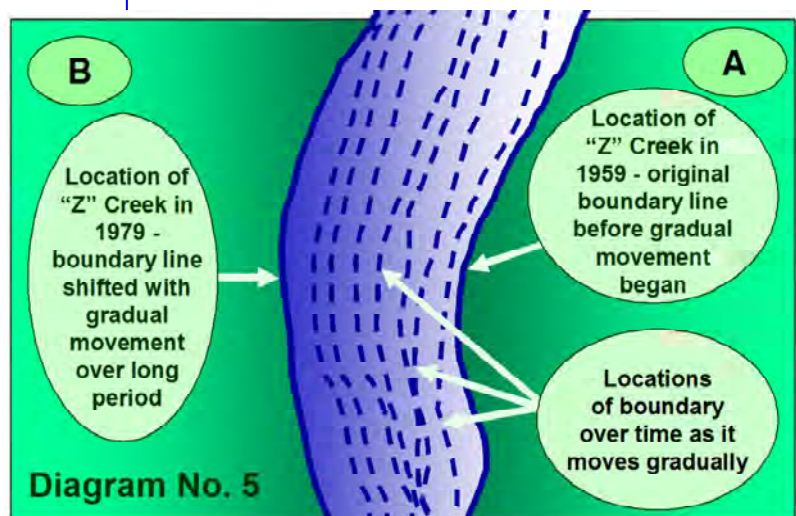 B
A
Location of
“Z” Creek in
1979 -
boundary line
shifted with
gradual
movement
over long
period
Location of
“Z” Creek in
1959 - original
boundary line
before gradual
movement
began
Locations
of boundary
over time as it
moves gradually
Diagram No. 5